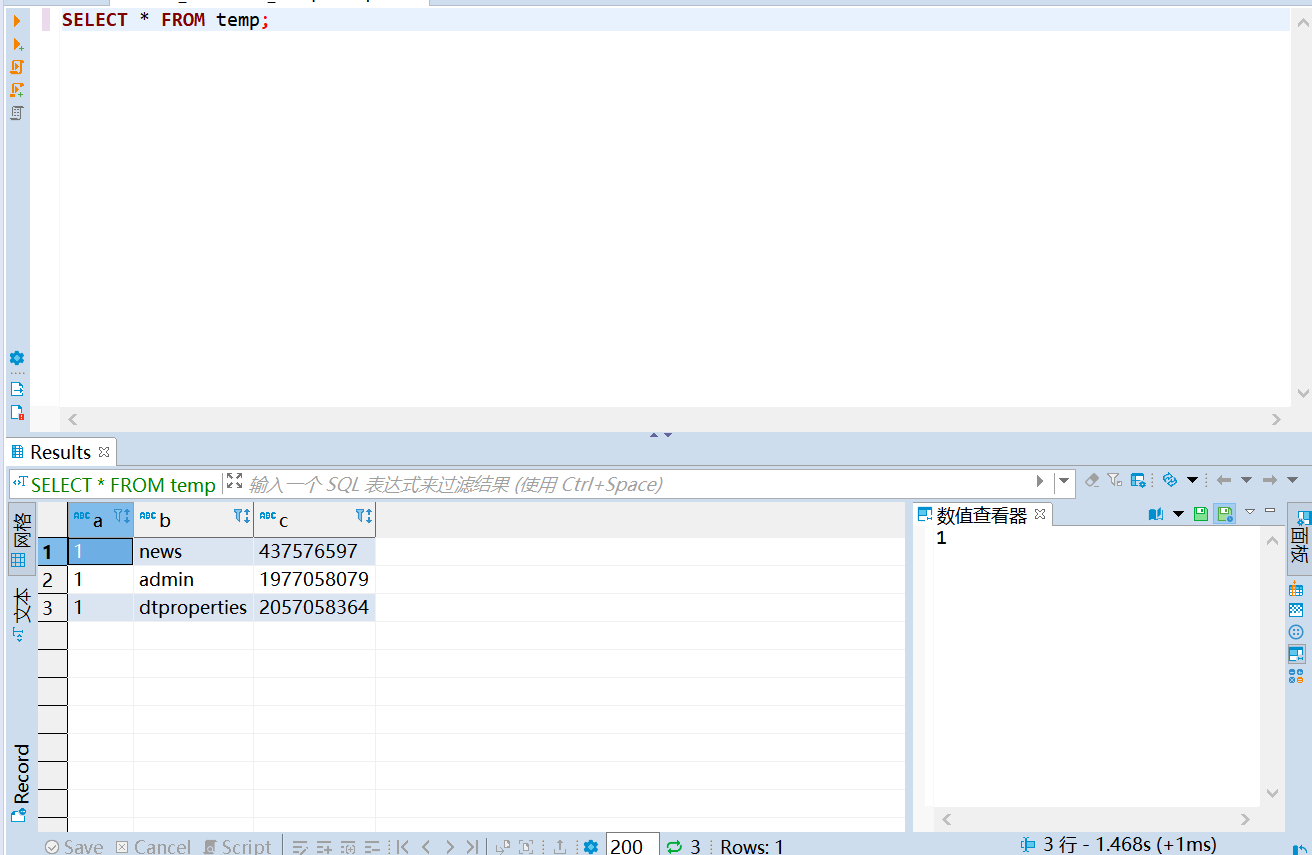 SELECT * FROM temp;
Results
SELECT * FROM temp 输入一个 SQL 表达式来过滤结果 (使用 Ctrl+Space)
网格
文本
Record
ABC a ABC b ABC c
1 1 news 437576597
2 1 admin 1977058079
3 1 dtproperties 2057058364
数值查看器
1
面板
Save Cancel Script 200 3 Rows: 1 3 行 - 1.468s (+1ms)